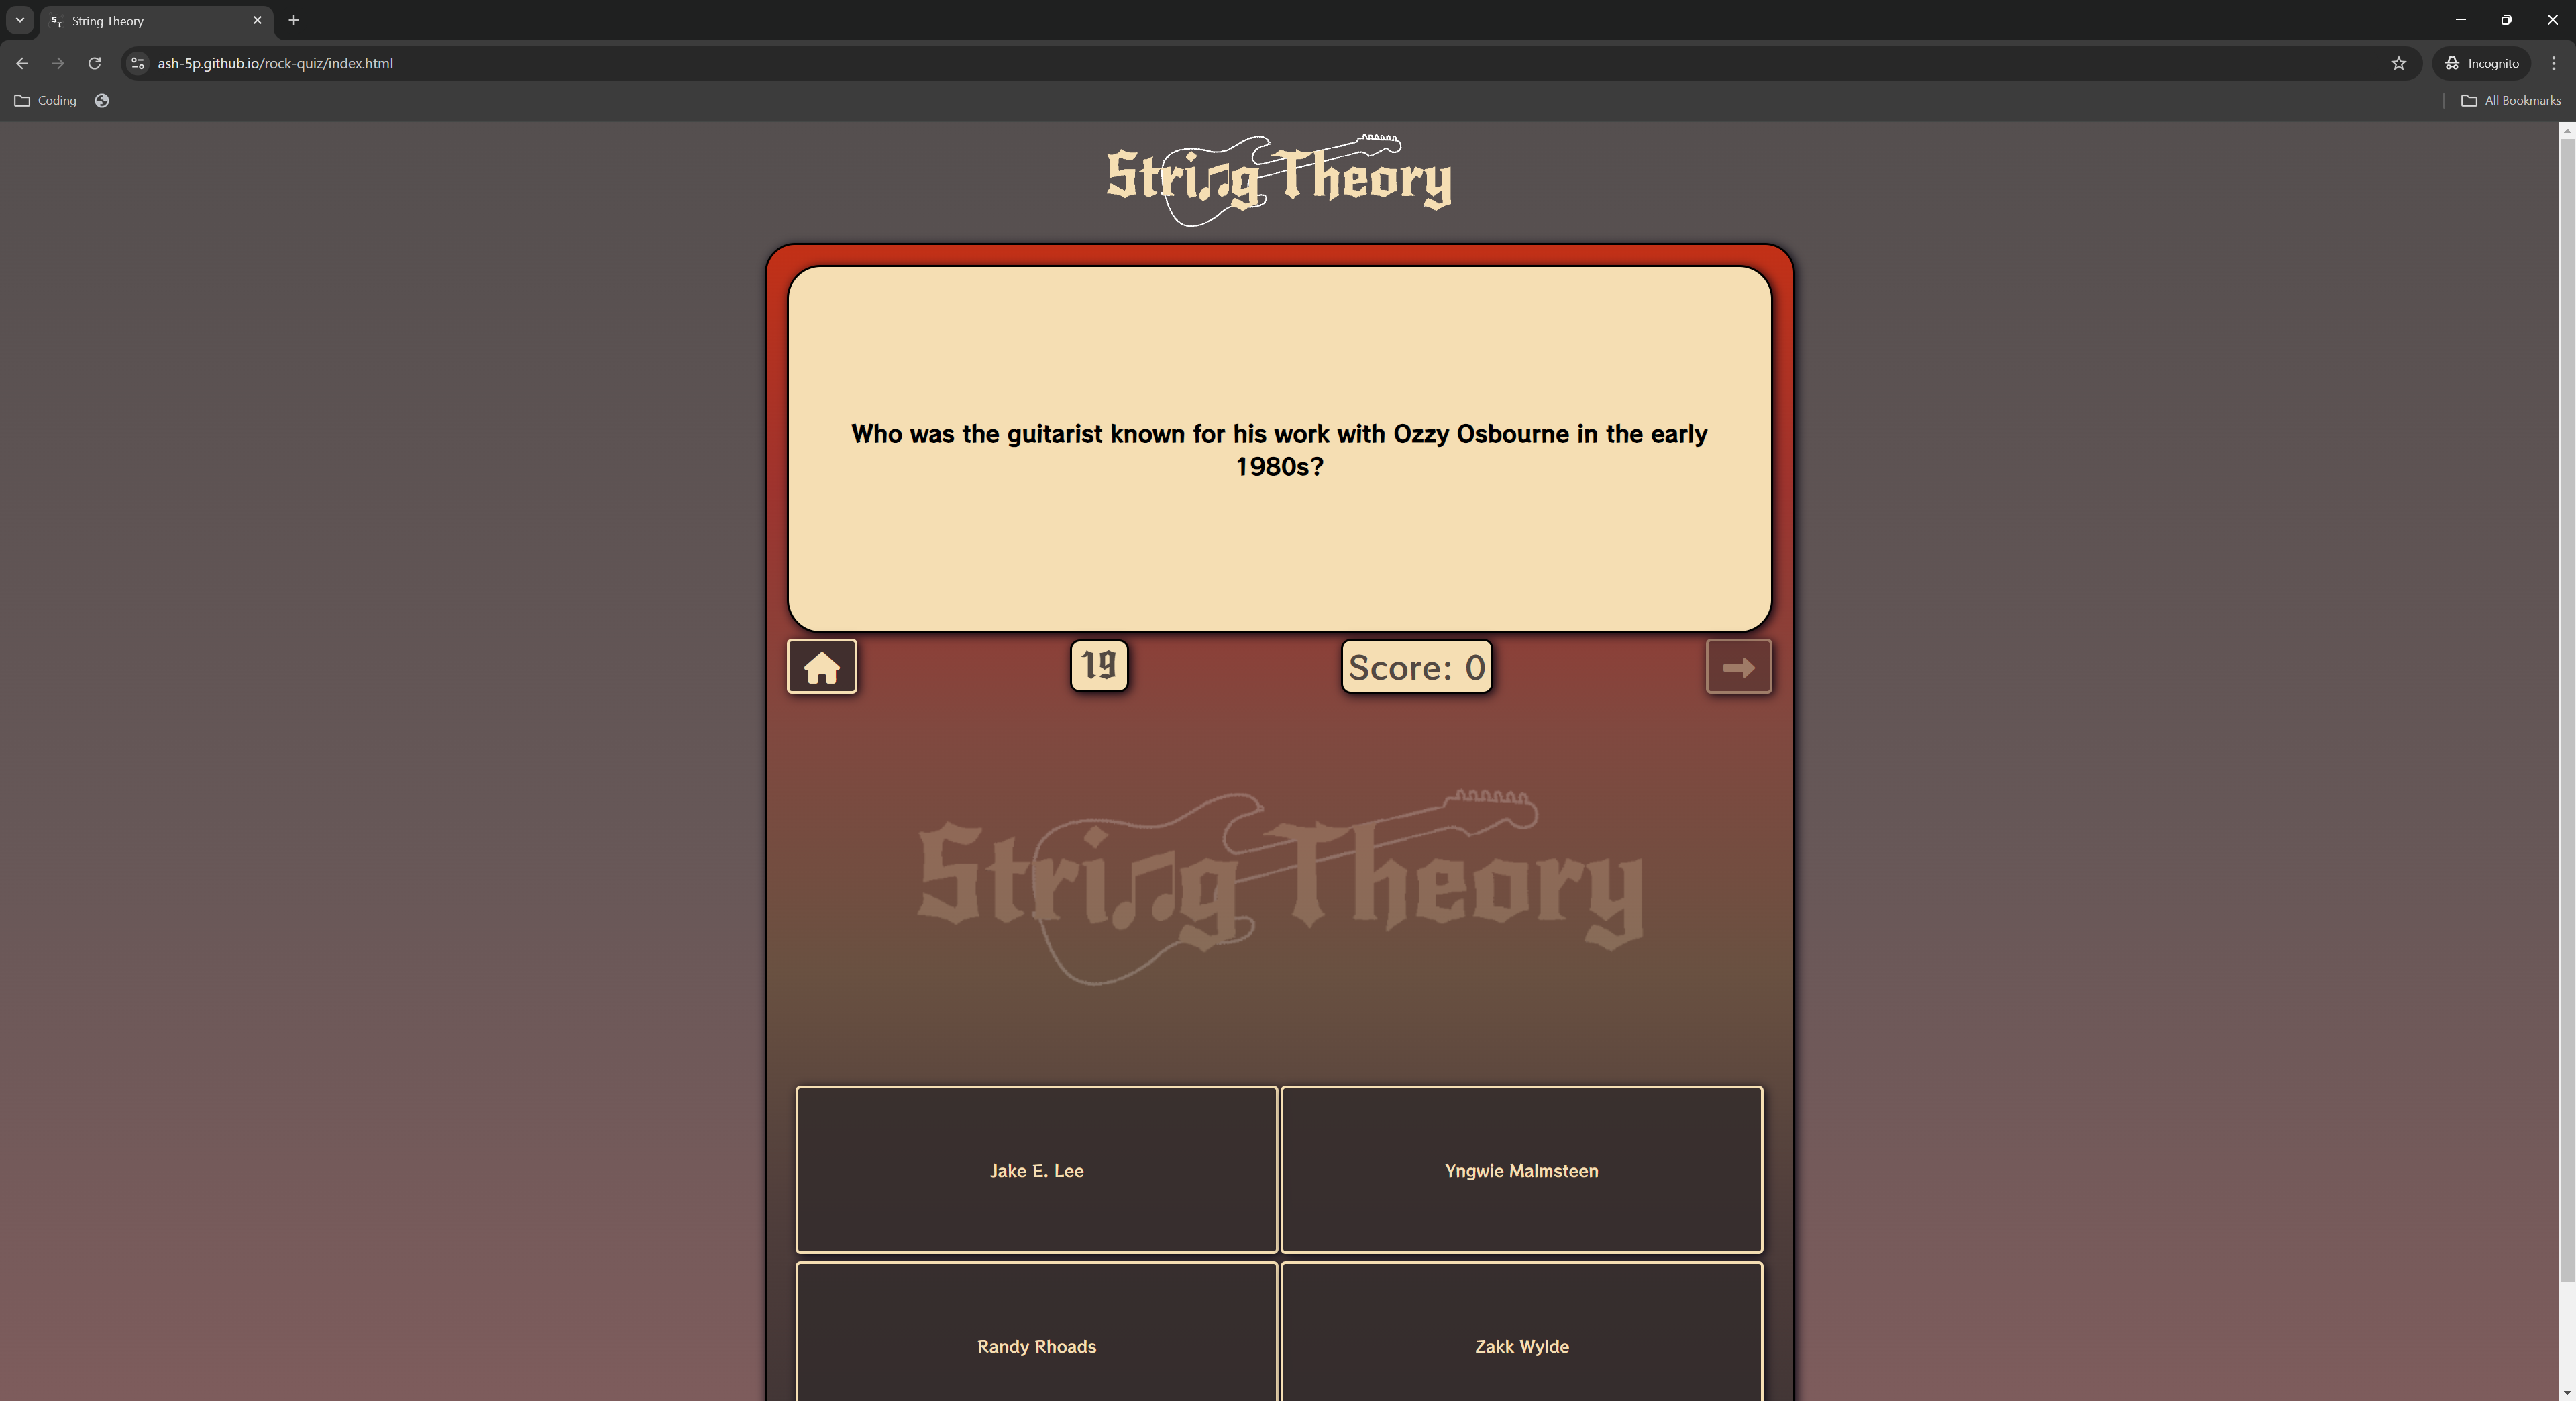 String Theory
ash-5p.github.io/rock-quiz/index.html
Incognito
Coding
All Bookmarks
String Theory
Who was the guitarist known for his work with Ozzy Osbourne in the early
1980s?
19
Score: 0
String Theory
Jake E. Lee
Yngwie Malmsteen
Randy Rhoads
Zakk Wylde